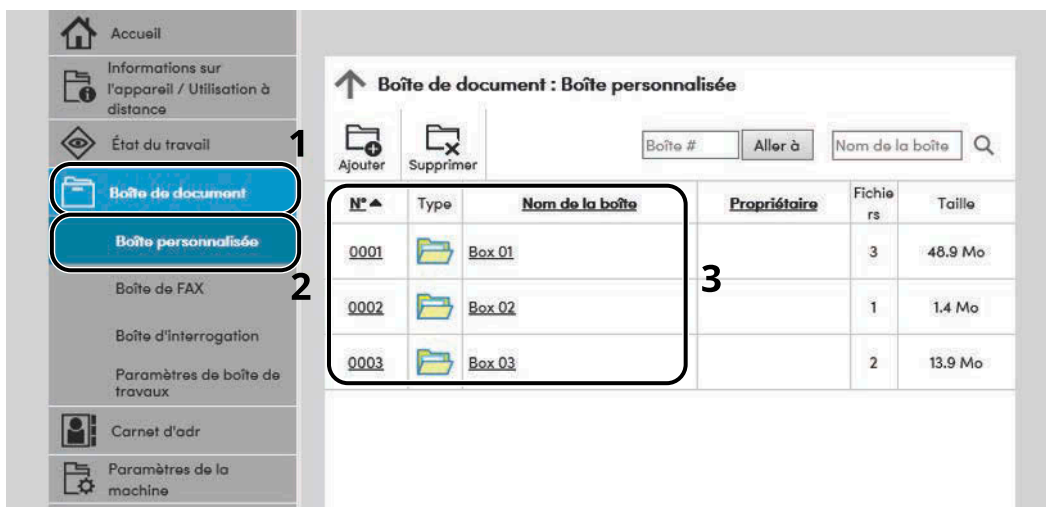 Accueil
Informations sur
l'appareil / Utilisation à
distance
État du travail
1
Boîte de document
Boîte personnalisée
2
Boîte de FAX
Boîte d'interrogation
Paramètres de boîte de
travaux
Carnet d'adr
Paramètres de la
machine
Boîte de document : Boîte personnalisée
Ajouter Supprimer Boîte # Aller à Nom de la boîte
N° Type Nom de la boîte Propriétaire Fichie
rs Taille
0001 Box 01 3 48.9 Mo
3
0002 Box 02 1 1.4 Mo
0003 Box 03 2 13.9 Mo